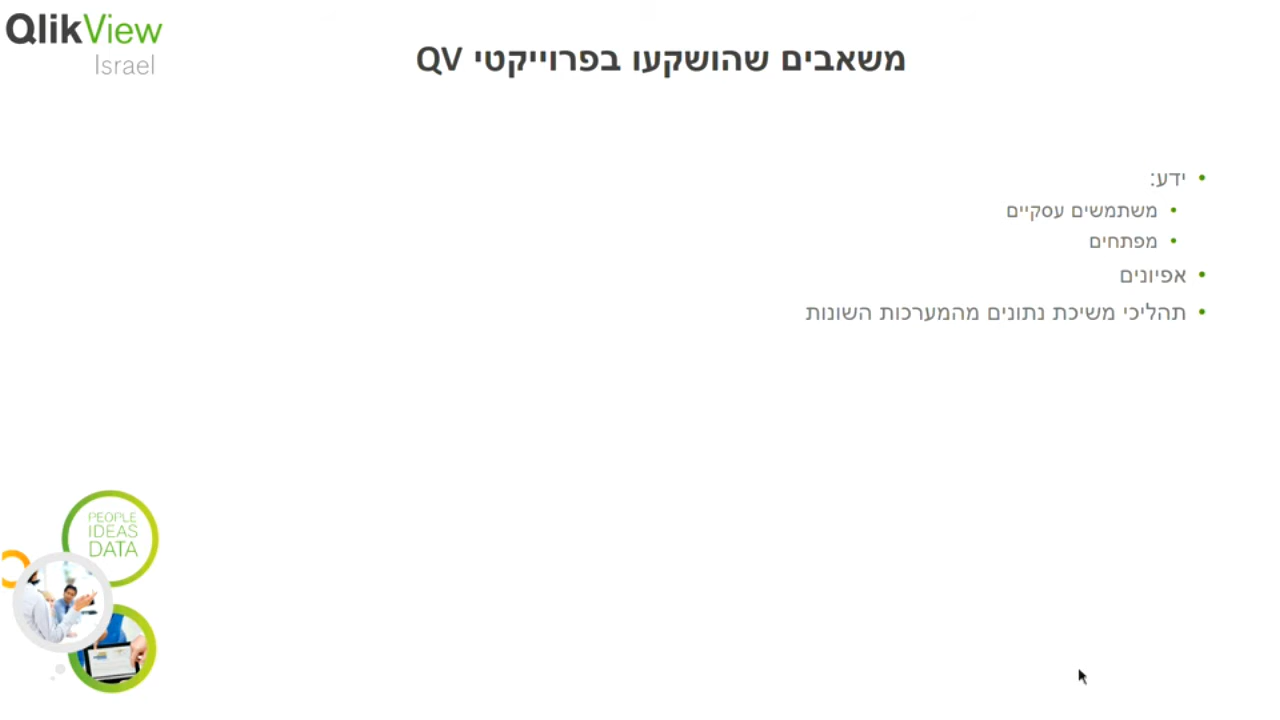 QlikView
Israel
משאבים שהושקעו בפרוייקטי QV
• ידע:
• משתמשים עסקיים
• מפתחים
• אפיונים
• תהליכי משיכת נתונים מהמערכות השונות
PEOPLE
IDEAS
DATA